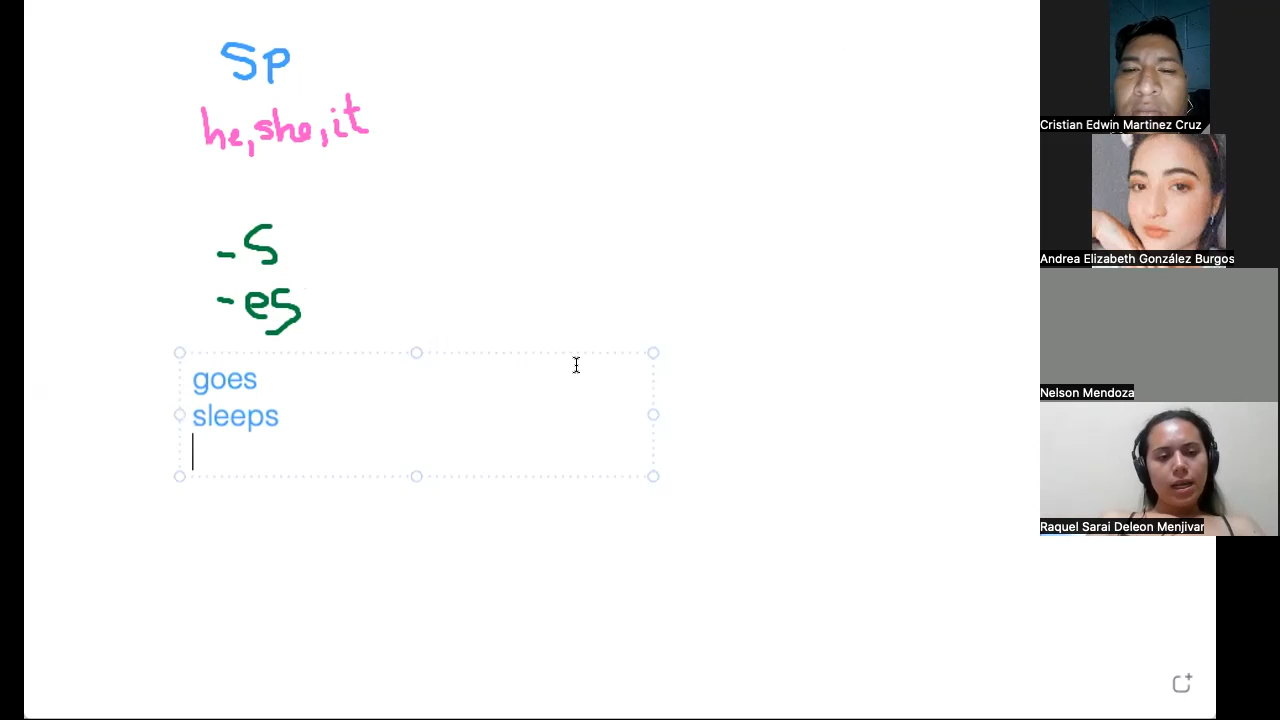 Sp
he, she, it
-s
-es
goes
sleeps
Cristian Edwin Martinez Cruz
Andrea Elizabeth González Burgos
Nelson Mendoza
Raquel Sarai Deleon Menjivar